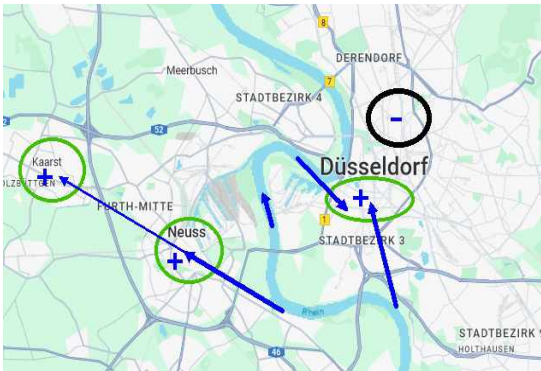 8
DERENDORF
Meerbusch
7
STADTBEZIRK 4
-
52
Düsseldorf
Kaarst
+
+
FURTH-MITTE
1
Neuss
STADTBEZIRK 3
+
Rhein
STADTBEZIRK
HOLTHAUSEN
46